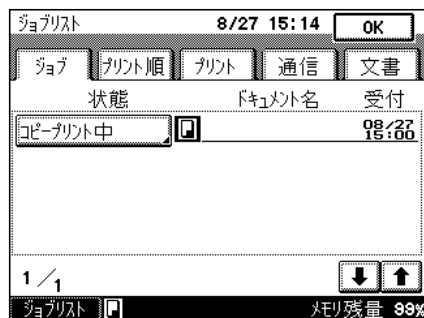 ジョブリスト 8/27 15:14 OK
ジョブ プリント順 プリント 通信 文書
状態 ドキュメント名 受付
コピープリント中 08/27
15:00
1/1
ジョブリスト メモリ残量 99%